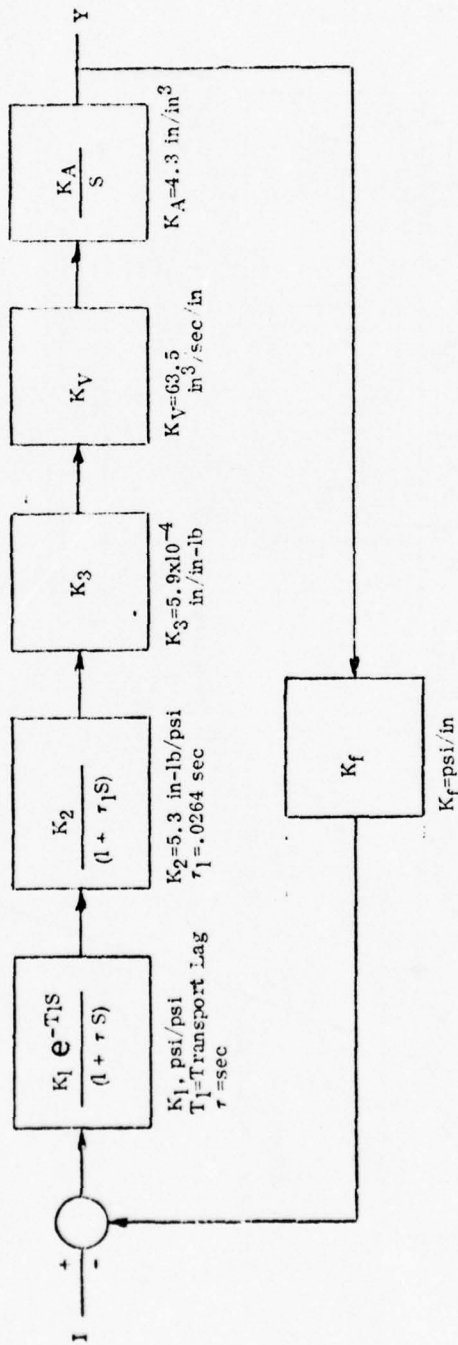 I
+
-
K1 e^-T1S
(1 + τ S)
K1, psi/psi
T1=Transport Lag
τ =sec
K2
(1 + τ1S)
K2=5.3 in-lb/psi
τ1=.0264 sec
K3
K3=5.9x10^-4
in/in-lb
KV
KV=63.5
in^3/sec/in
KA
S
KA=4.3 in/in^3
Y
Kf
Kf=psi/in